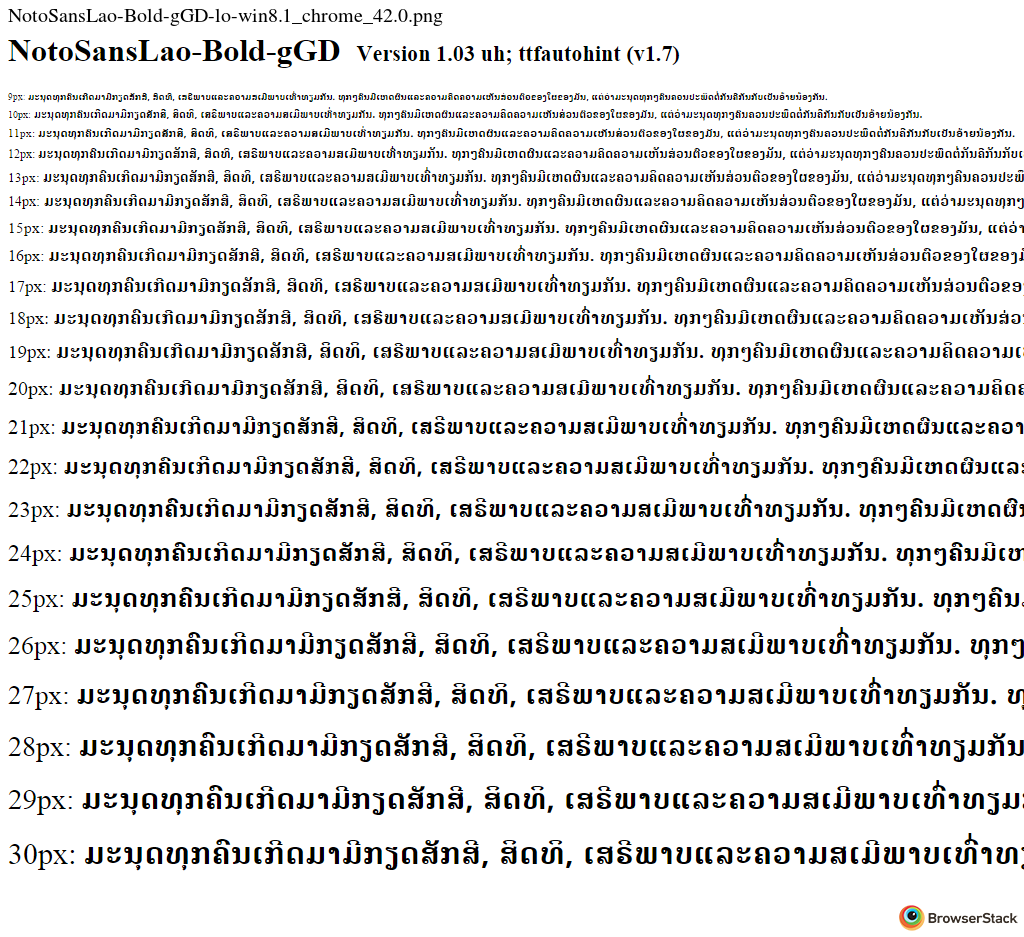 NotoSansLao-Bold-gGD-lo-win8.1_chrome_42.0.png
NotoSansLao-Bold-gGD Version 1.03 uh; ttfautohint (v1.7)
9px: ມະນຸດທຸກຄົນເກີດມາມີກຽດສັກສີ, ສິດທິ, ເສຣີພາບແລະຄວາມສເມີພາບເທົ່າທຽມກັນ. ທຸກໆຄົນມີເຫດຜົນແລະຄວາມຄິດຄວາມເຫັນສ່ວນຕົວຂອງໃຜຂອງມັນ, ແຕ່ວ່າມະນຸດທຸກໆຄົນຄວນປະພຶດຕໍ່ກັນຄືກັນກັບເປັນອ້າຍນ້ອງກັນ.
10px: ມະນຸດທຸກຄົນເກີດມາມີກຽດສັກສີ, ສິດທິ, ເສຣີພາບແລະຄວາມສເມີພາບເທົ່າທຽມກັນ. ທຸກໆຄົນມີເຫດຜົນແລະຄວາມຄິດຄວາມເຫັນສ່ວນຕົວຂອງໃຜຂອງມັນ, ແຕ່ວ່າມະນຸດທຸກໆຄົນຄວນປະພຶດຕໍ່ກັນຄືກັນກັບເປັນອ້າຍນ້ອງກັນ.
11px: ມະນຸດທຸກຄົນເກີດມາມີກຽດສັກສີ, ສິດທິ, ເສຣີພາບແລະຄວາມສເມີພາບເທົ່າທຽມກັນ. ທຸກໆຄົນມີເຫດຜົນແລະຄວາມຄິດຄວາມເຫັນສ່ວນຕົວຂອງໃຜຂອງມັນ, ແຕ່ວ່າມະນຸດທຸກໆຄົນຄວນປະພຶດຕໍ່ກັນຄືກັນກັບເປັນອ້າຍນ້ອງກັນ.
12px: ມະນຸດທຸກຄົນເກີດມາມີກຽດສັກສີ, ສິດທິ, ເສຣີພາບແລະຄວາມສເມີພາບເທົ່າທຽມກັນ. ທຸກໆຄົນມີເຫດຜົນແລະຄວາມຄິດຄວາມເຫັນສ່ວນຕົວຂອງໃຜຂອງມັນ, ແຕ່ວ່າມະນຸດທຸກໆຄົນຄວນປະພຶດຕໍ່ກັນຄືກັນກັບເ
13px: ມະນຸດທຸກຄົນເກີດມາມີກຽດສັກສີ, ສິດທິ, ເສຣີພາບແລະຄວາມສເມີພາບເທົ່າທຽມກັນ. ທຸກໆຄົນມີເຫດຜົນແລະຄວາມຄິດຄວາມເຫັນສ່ວນຕົວຂອງໃຜຂອງມັນ, ແຕ່ວ່າມະນຸດທຸກໆຄົນຄວນປະພຶ
14px: ມະນຸດທຸກຄົນເກີດມາມີກຽດສັກສີ, ສິດທິ, ເສຣີພາບແລະຄວາມສເມີພາບເທົ່າທຽມກັນ. ທຸກໆຄົນມີເຫດຜົນແລະຄວາມຄິດຄວາມເຫັນສ່ວນຕົວຂອງໃຜຂອງມັນ, ແຕ່ວ່າມະນຸດທຸກໆ
15px: ມະນຸດທຸກຄົນເກີດມາມີກຽດສັກສີ, ສິດທິ, ເສຣີພາບແລະຄວາມສເມີພາບເທົ່າທຽມກັນ. ທຸກໆຄົນມີເຫດຜົນແລະຄວາມຄິດຄວາມເຫັນສ່ວນຕົວຂອງໃຜຂອງມັນ, ແຕ່ວ່າ
16px: ມະນຸດທຸກຄົນເກີດມາມີກຽດສັກສີ, ສິດທິ, ເສຣີພາບແລະຄວາມສເມີພາບເທົ່າທຽມກັນ. ທຸກໆຄົນມີເຫດຜົນແລະຄວາມຄິດຄວາມເຫັນສ່ວນຕົວຂອງໃຜຂອງມັ
17px: ມະນຸດທຸກຄົນເກີດມາມີກຽດສັກສີ, ສິດທິ, ເສຣີພາບແລະຄວາມສເມີພາບເທົ່າທຽມກັນ. ທຸກໆຄົນມີເຫດຜົນແລະຄວາມຄິດຄວາມເຫັນສ່ວນຕົວຂອ
18px: ມະນຸດທຸກຄົນເກີດມາມີກຽດສັກສີ, ສິດທິ, ເສຣີພາບແລະຄວາມສເມີພາບເທົ່າທຽມກັນ. ທຸກໆຄົນມີເຫດຜົນແລະຄວາມຄິດຄວາມເຫັນສ່ວ
19px: ມະນຸດທຸກຄົນເກີດມາມີກຽດສັກສີ, ສິດທິ, ເສຣີພາບແລະຄວາມສເມີພາບເທົ່າທຽມກັນ. ທຸກໆຄົນມີເຫດຜົນແລະຄວາມຄິດຄວາມເ
20px: ມະນຸດທຸກຄົນເກີດມາມີກຽດສັກສີ, ສິດທິ, ເສຣີພາບແລະຄວາມສເມີພາບເທົ່າທຽມກັນ. ທຸກໆຄົນມີເຫດຜົນແລະຄວາມຄິດຄ
21px: ມະນຸດທຸກຄົນເກີດມາມີກຽດສັກສີ, ສິດທິ, ເສຣີພາບແລະຄວາມສເມີພາບເທົ່າທຽມກັນ. ທຸກໆຄົນມີເຫດຜົນແລະຄວາ
22px: ມະນຸດທຸກຄົນເກີດມາມີກຽດສັກສີ, ສິດທິ, ເສຣີພາບແລະຄວາມສເມີພາບເທົ່າທຽມກັນ. ທຸກໆຄົນມີເຫດຜົນແລະ
23px: ມະນຸດທຸກຄົນເກີດມາມີກຽດສັກສີ, ສິດທິ, ເສຣີພາບແລະຄວາມສເມີພາບເທົ່າທຽມກັນ. ທຸກໆຄົນມີເຫດຜົນ
24px: ມະນຸດທຸກຄົນເກີດມາມີກຽດສັກສີ, ສິດທິ, ເສຣີພາບແລະຄວາມສເມີພາບເທົ່າທຽມກັນ. ທຸກໆຄົນມີເຫ
25px: ມະນຸດທຸກຄົນເກີດມາມີກຽດສັກສີ, ສິດທິ, ເສຣີພາບແລະຄວາມສເມີພາບເທົ່າທຽມກັນ. ທຸກໆຄົນ
26px: ມະນຸດທຸກຄົນເກີດມາມີກຽດສັກສີ, ສິດທິ, ເສຣີພາບແລະຄວາມສເມີພາບເທົ່າທຽມກັນ. ທຸກໆ
27px: ມະນຸດທຸກຄົນເກີດມາມີກຽດສັກສີ, ສິດທິ, ເສຣີພາບແລະຄວາມສເມີພາບເທົ່າທຽມກັນ. ທຸ
28px: ມະນຸດທຸກຄົນເກີດມາມີກຽດສັກສີ, ສິດທິ, ເສຣີພາບແລະຄວາມສເມີພາບເທົ່າທຽມກັນ
29px: ມະນຸດທຸກຄົນເກີດມາມີກຽດສັກສີ, ສິດທິ, ເສຣີພາບແລະຄວາມສເມີພາບເທົ່າທຽມ
30px: ມະນຸດທຸກຄົນເກີດມາມີກຽດສັກສີ, ສິດທິ, ເສຣີພາບແລະຄວາມສເມີພາບເທົ່າທຽ
BrowserStack